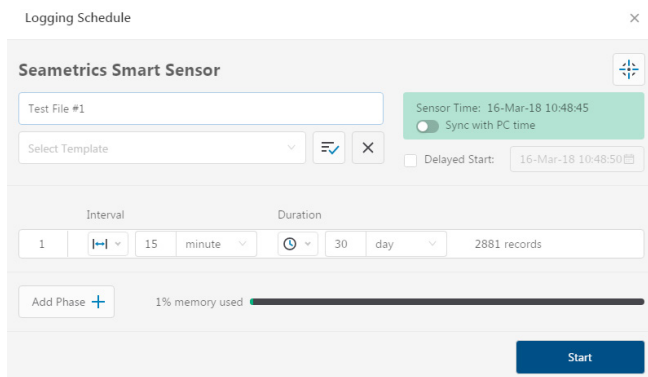 Logging Schedule
Seametrics Smart Sensor
Test File #1
Sensor Time: 16-Mar-18 10:48:45
Sync with PC time
Select Template
Delayed Start: 16-Mar-18 10:48:50
Interval Duration
1 15 minute 30 day 2881 records
Add Phase 1% memory used
Start